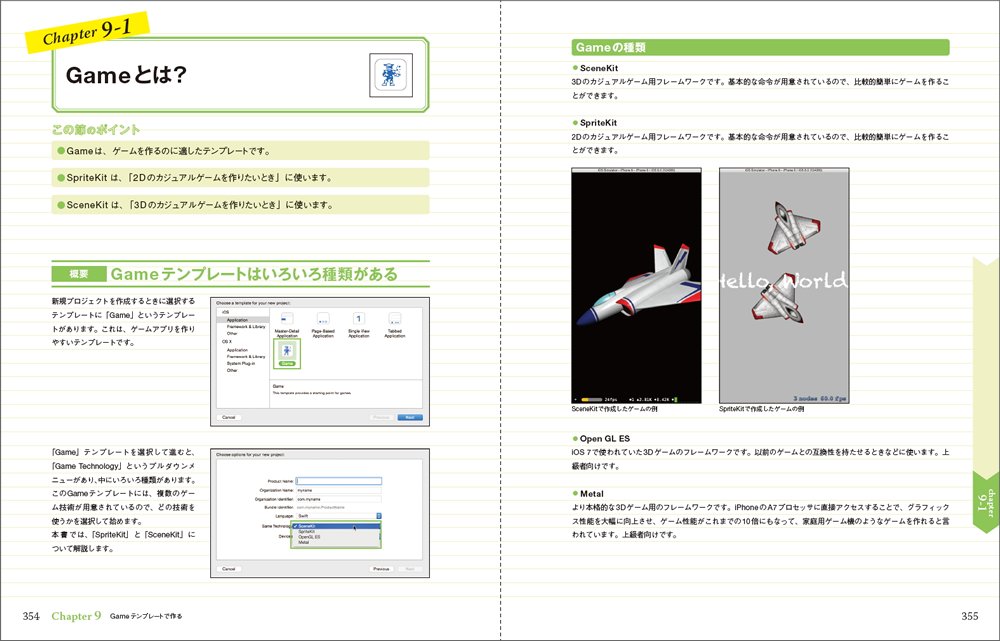 Chapter 9-1
Gameとは?
この節のポイント
●Gameは、ゲームを作るのに適したテンプレートです。
●SpriteKit は、「2Dのカジュアルゲームを作りたいとき」に使います。
●SceneKit は、「3Dのカジュアルゲームを作りたいとき」に使います。
概要 Gameテンプレートはいろいろ種類がある
新規プロジェクトを作成するときに選択する
テンプレートに「Game」というテンプレー
トがあります。これは、ゲームアプリを作り
やすいテンプレートです。
Choose a template for your new project:
iOS
Application
Framework & Library
Other
OS X
Application
Framework & Library
System Plug-in
Other
Master-Detail
Application
Page-Based
Application
1
Single View
Application
Tabbed
Application
Game
Game
This template provides a starting point for games.
Cancel
Previous
Next
「Game」テンプレートを選択して進むと、
「Game Technology」というプルダウンメ
ニューがあり、中にいろいろ種類があります。
このGameテンプレートには、複数のゲー
ム技術が用意されているので、どの技術を
使うかを選択して始めます。
本書では、「SpriteKit」と「SceneKit」に
ついて解説します。
Choose options for your new project:
Product Name:
Organization Name: myname
Organization Identifier: com.myname
Bundle Identifier: com.myname.ProductName
Language: Swift
Game Technology: ✓ SceneKit
SpriteKit
OpenGL ES
Metal
Devices
Cancel
Previous
Next
354 Chapter 9 Gameテンプレートで作る
Gameの種類
●SceneKit
3Dのカジュアルゲーム用フレームワークです。基本的な命令が用意されているので、比較的簡単にゲームを作るこ
とができます。
●SpriteKit
2Dのカジュアルゲーム用フレームワークです。基本的な命令が用意されているので、比較的簡単にゲームを作るこ
とができます。
Hello, World
3 nodes 60.0 fps
SceneKitで作成したゲームの例
SpriteKitで作成したゲームの例
●Open GL ES
iOS 7で使われていた3Dゲームのフレームワークです。以前のゲームとの互換性を持たせるときなどに使います。上
級者向けです。
●Metal
より本格的な3Dゲーム用のフレームワークです。iPhoneのA7プロセッサに直接アクセスすることで、グラフィック
ス性能を大幅に向上させ、ゲーム性能がこれまでの10倍にもなって、家庭用ゲーム機のようなゲームを作れると言
われています。上級者向けです。
chapter
9-1
355